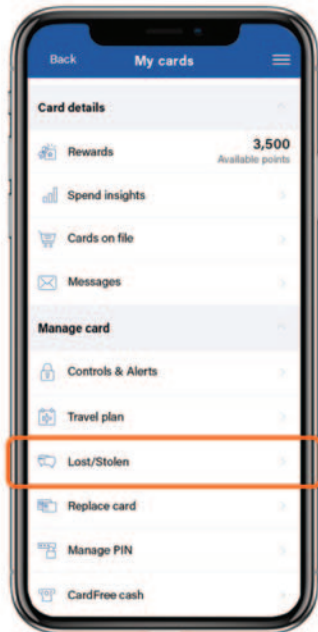 Back
My cards
Card details
Rewards
3,500
Available points
Spend insights
Cards on file
Messages
Manage card
Controls & Alerts
Travel plan
Lost/Stolen
Replace card
Manage PIN
CardFree cash